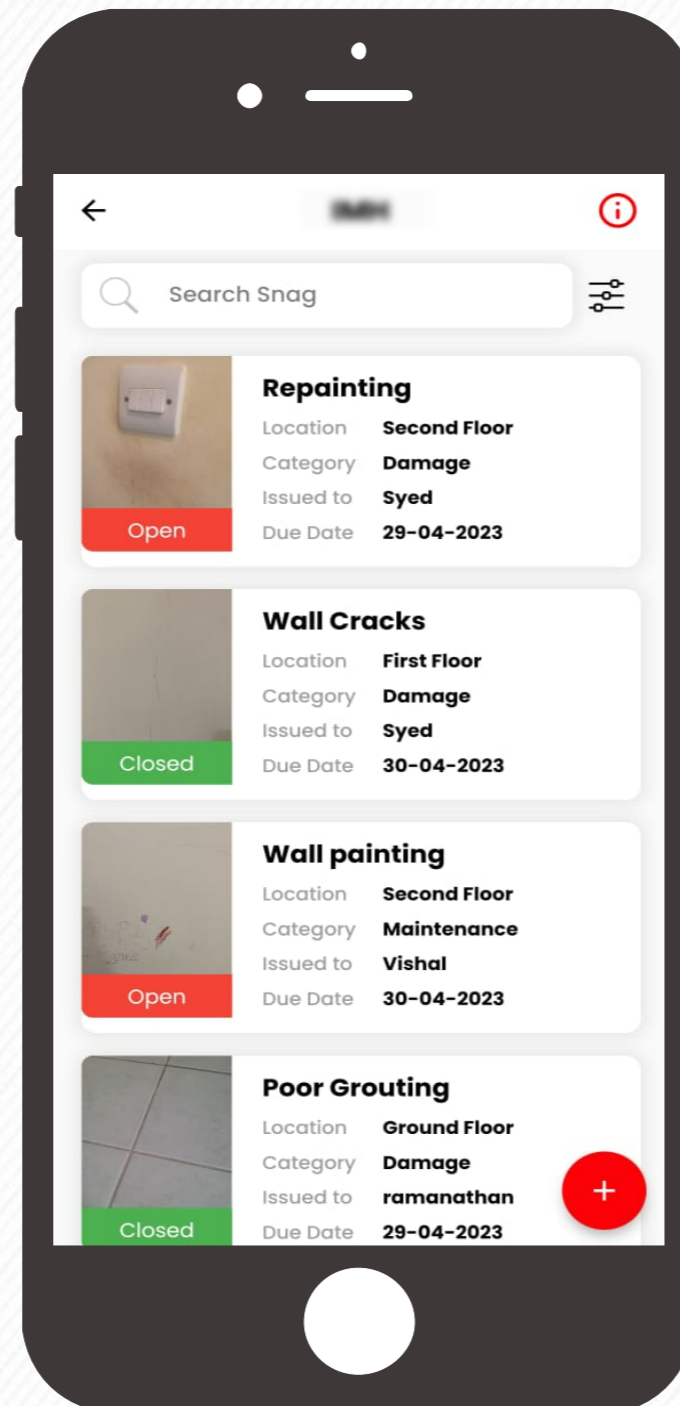 Search Snag
Repainting
Location Second Floor
Category Damage
Issued to Syed
Due Date 29-04-2023
Open
Wall Cracks
Location First Floor
Category Damage
Issued to Syed
Due Date 30-04-2023
Closed
Wall painting
Location Second Floor
Category Maintenance
Issued to Vishal
Due Date 30-04-2023
Open
Poor Grouting
Location Ground Floor
Category Damage
Issued to ramanathan
+
Due Date 29-04-2023
Closed